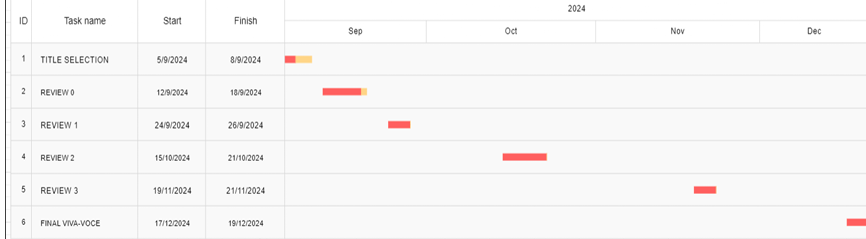 2024
ID Task name Start Finish
Sep Oct Nov Dec
1 TITLE SELECTION 5/9/2024 8/9/2024
2 REVIEW 0 12/9/2024 18/9/2024
3 REVIEW 1 24/9/2024 26/9/2024
4 REVIEW 2 15/10/2024 21/10/2024
5 REVIEW 3 19/11/2024 21/11/2024
6 FINAL VIVA-VOCE 17/12/2024 19/12/2024